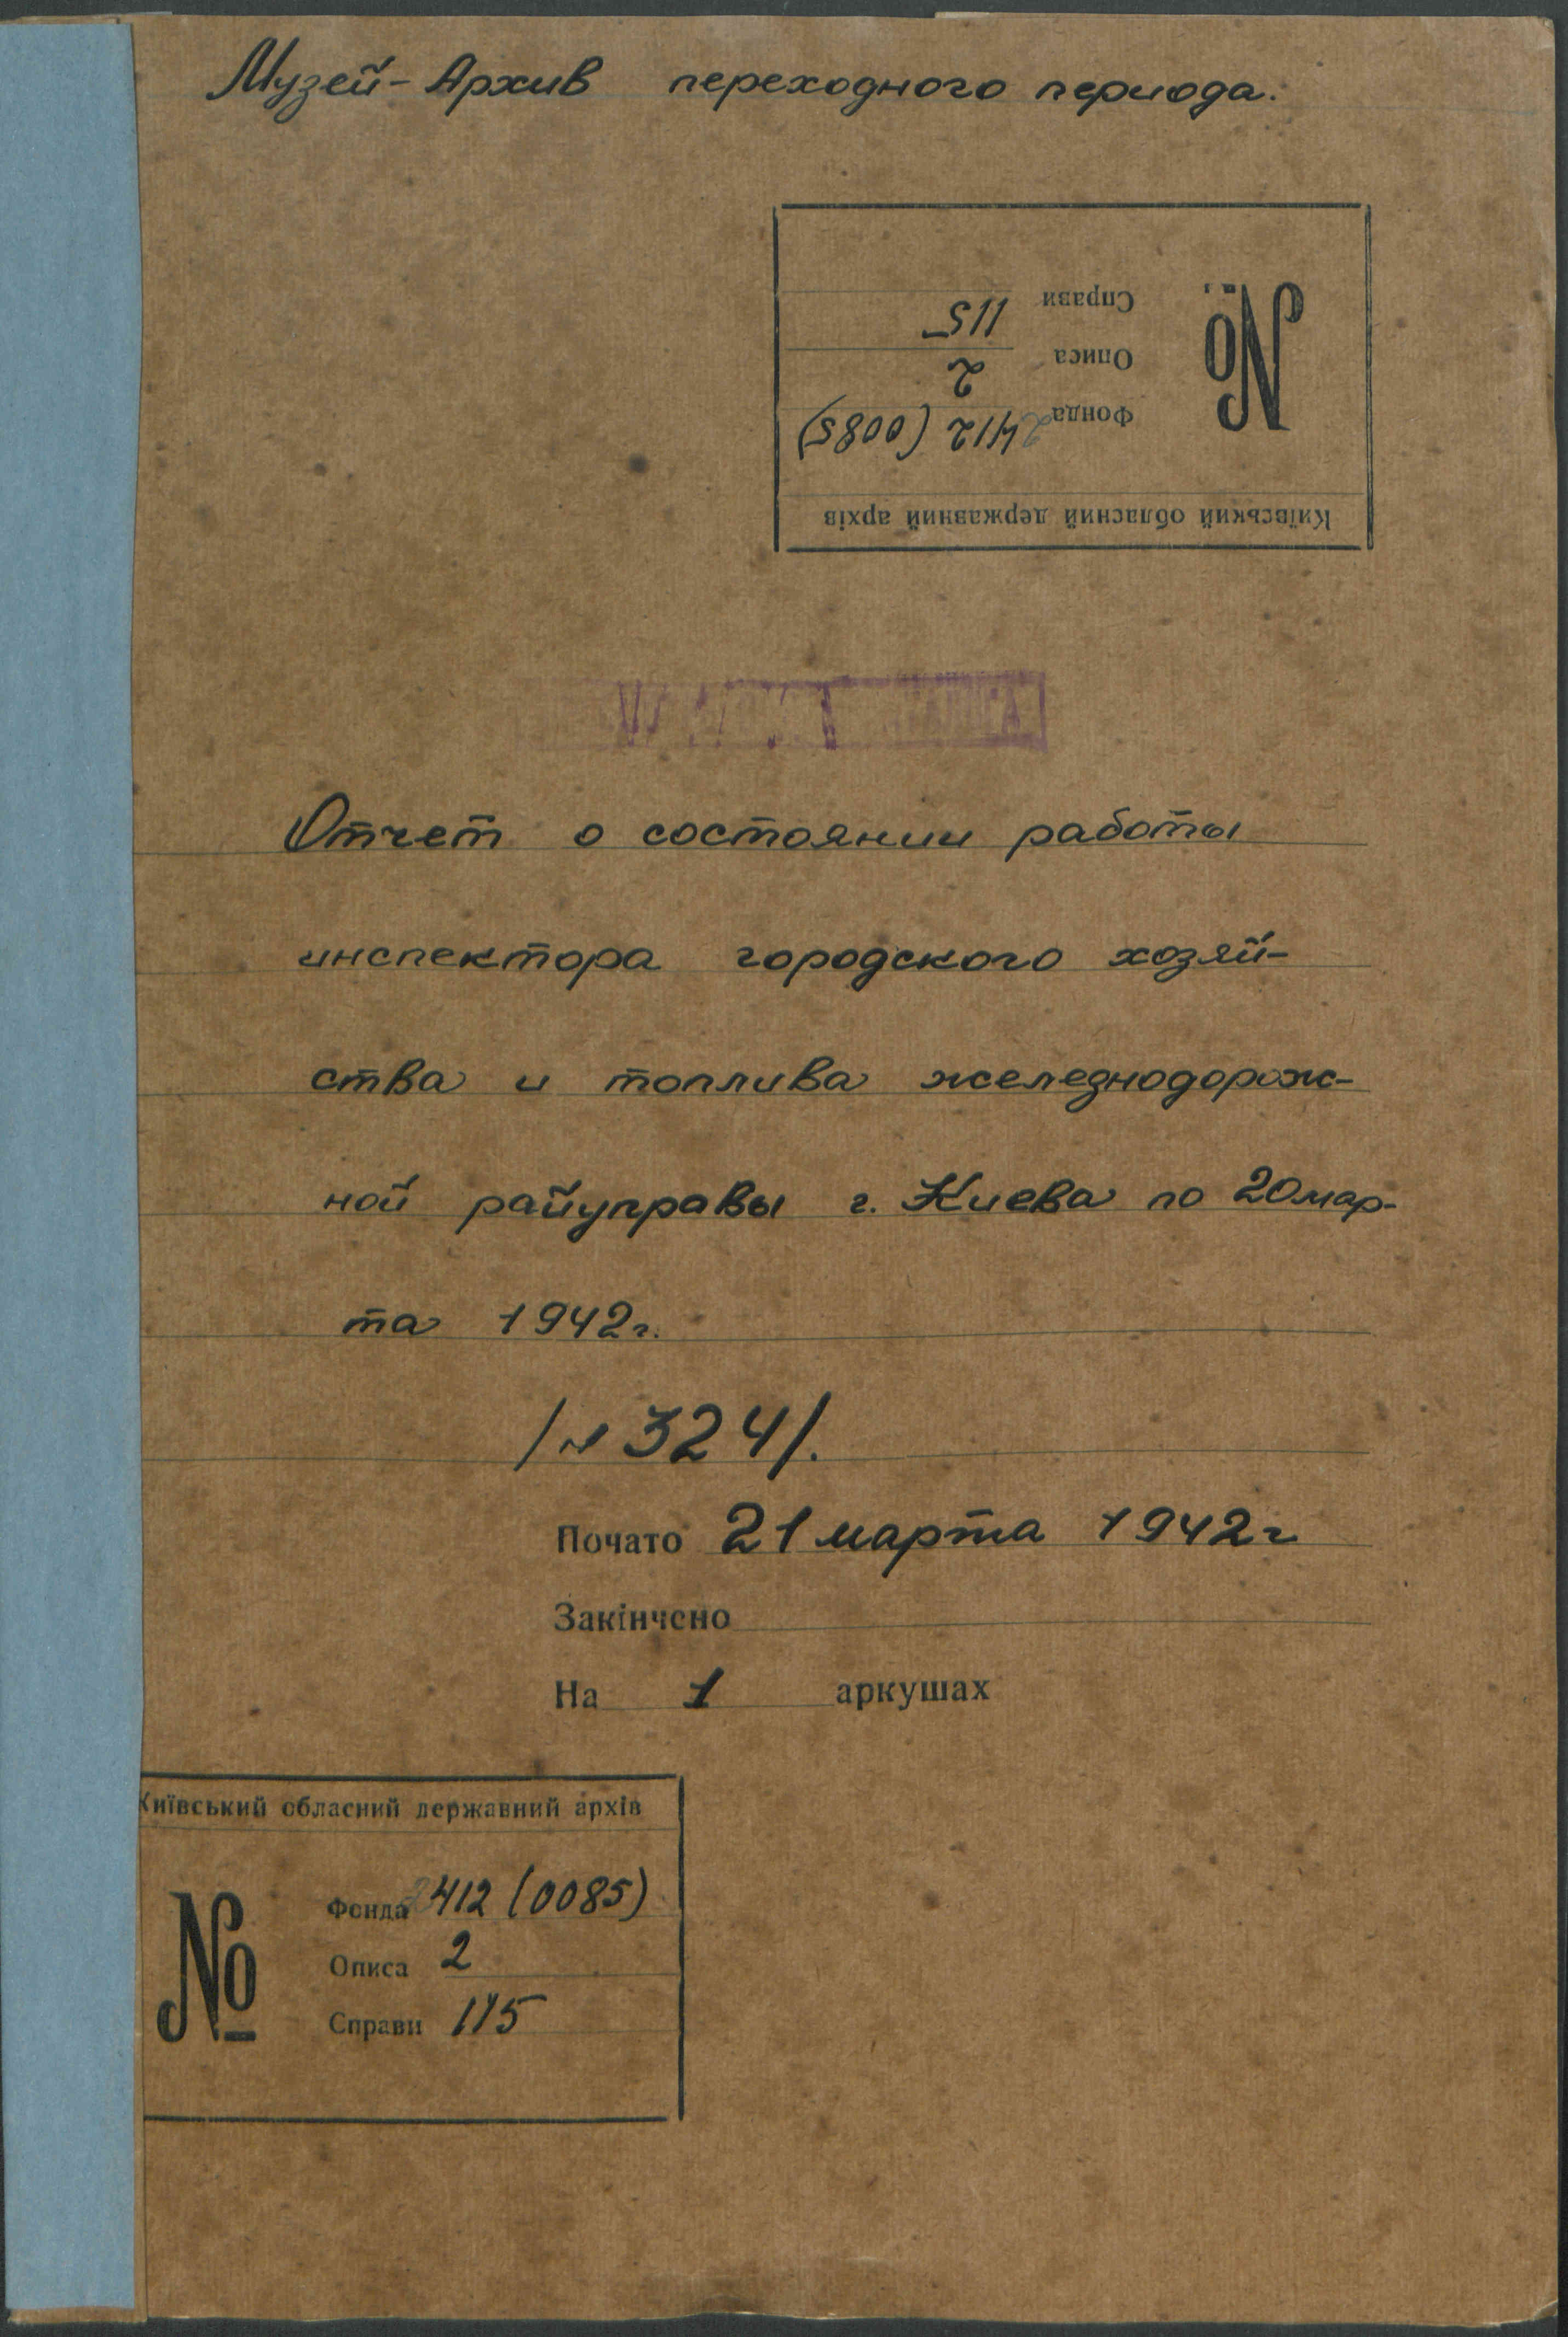 Музей-Архив переходного периода.
Справи 115
Описа 2
Фонда 2412 (0085)
№
Київський обласний державний архів
Отчет о состоянии работы
инспектора городского хозяй-
ства и топлива железнодорож-
ной райуправы г. Киева по 20 мар-
та 1942 г.
/№ 324/.
Почато 21 марта 1942 г
Закінчено
На 1 аркушах
Київський обласний державний архів
№
Фонда 2412 (0085)
Описа 2
Справи 115